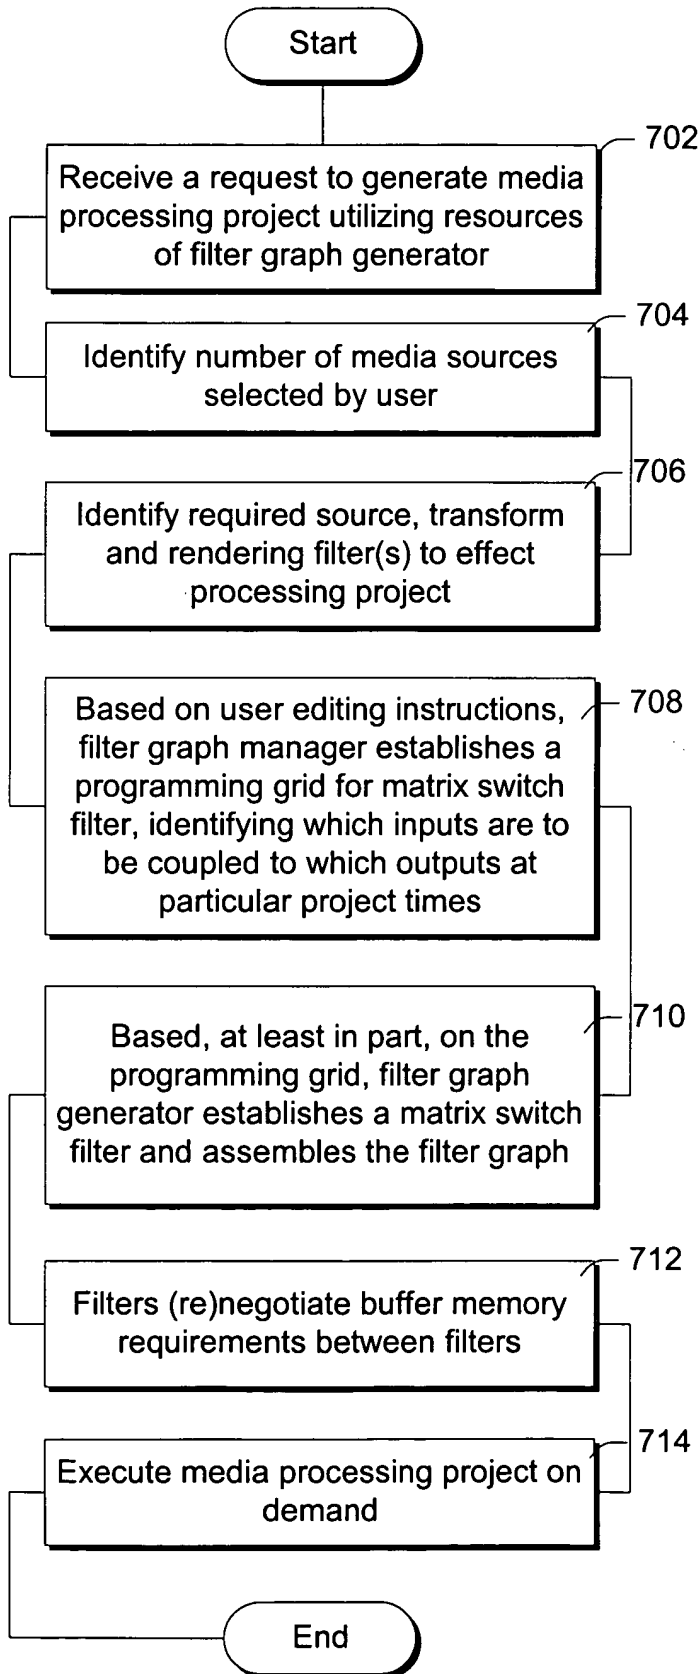 Start
702
Receive a request to generate media
processing project utilizing resources
of filter graph generator
704
Identify number of media sources
selected by user
706
Identify required source, transform
and rendering filter(s) to effect
processing project
708
Based on user editing instructions,
filter graph manager establishes a
programming grid for matrix switch
filter, identifying which inputs are to
be coupled to which outputs at
particular project times
710
Based, at least in part, on the
programming grid, filter graph
generator establishes a matrix switch
filter and assembles the filter graph
712
Filters (re)negotiate buffer memory
requirements between filters
714
Execute media processing project on
demand
End